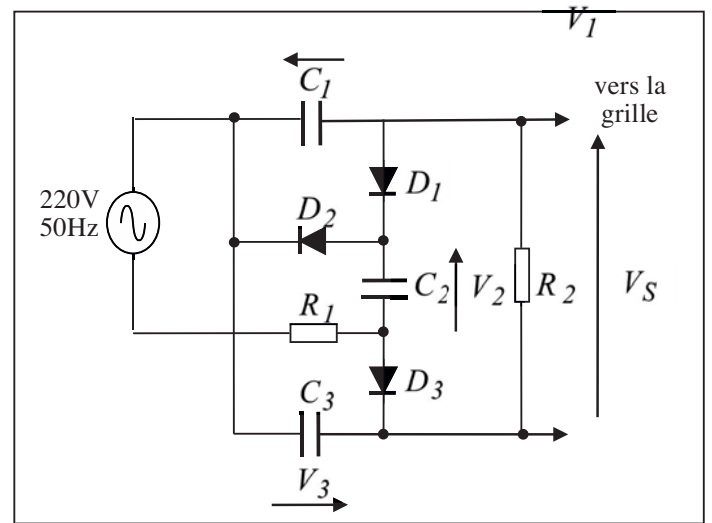 V1
C1
vers la
grille
D1
220V
50Hz
D2
C2
V2
R2
VS
R1
D3
C3
V3